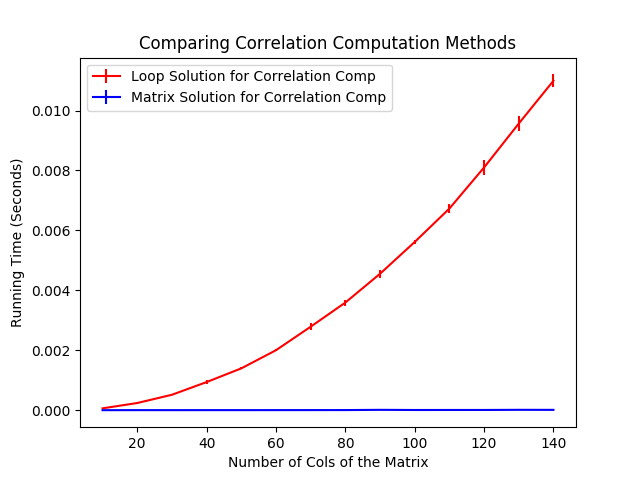 Comparing Correlation Computation Methods
Loop Solution for Correlation Comp
Matrix Solution for Correlation Comp
Running Time (Seconds)
0.010
0.008
0.006
0.004
0.002
0.000
20 40 60 80 100 120 140
Number of Cols of the Matrix